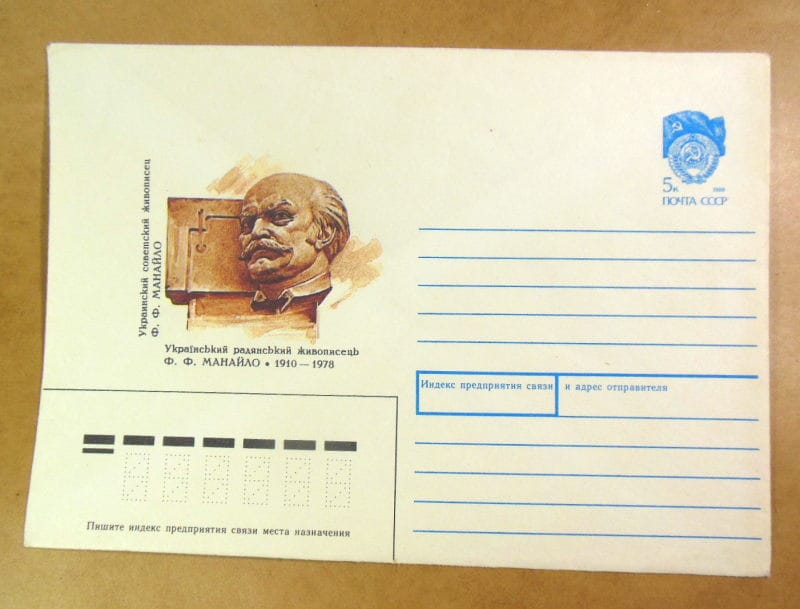 Украинский советский живописец
Ф. Ф. МАНАЙЛО
Український радянський живописець
Ф. Ф. МАНАЙЛО • 1910—1978
5к
ПОЧТА СССР
Индекс предприятия связи
и адрес отправителя
Пишите индекс предприятия связи места назначения